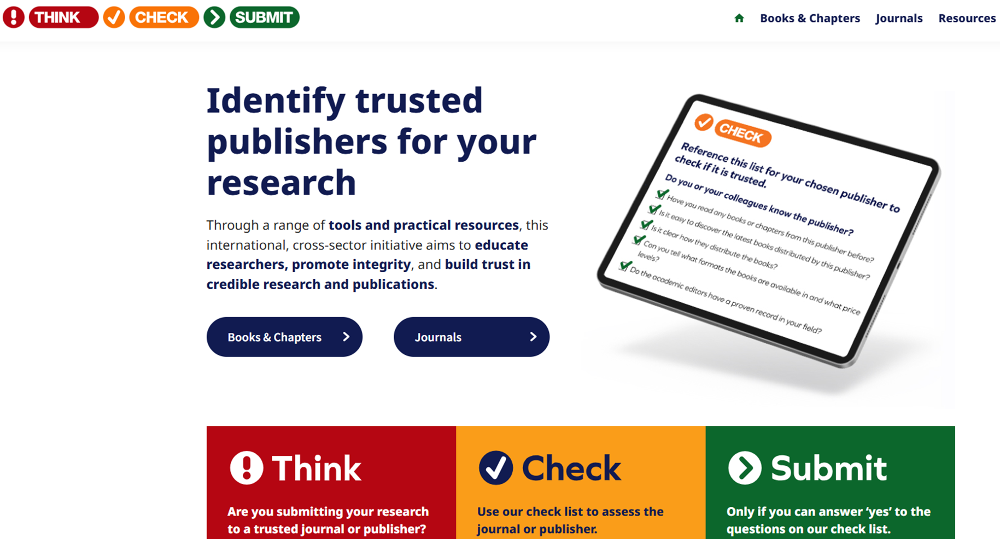 THINK CHECK SUBMIT
Books & Chapters Journals Resources
Identify trusted
publishers for your
research
Through a range of tools and practical resources, this
international, cross-sector initiative aims to educate
researchers, promote integrity, and build trust in
credible research and publications.
Books & Chapters
Journals
CHECK
Reference this list for your chosen publisher to
check if it is trusted.
Do you or your colleagues know the publisher?
Have you read any books or chapters from this publisher before?
Is it easy to discover the latest books distributed by this publisher?
Is it clear how they distribute the books?
Can you tell what formats the books are available in and what price
levels?
Do the academic editors have a proven record in your field?
Think
Are you submitting your research
to a trusted journal or publisher?
Check
Use our check list to assess the
journal or publisher.
Submit
Only if you can answer ‘yes’ to the
questions on our check list.